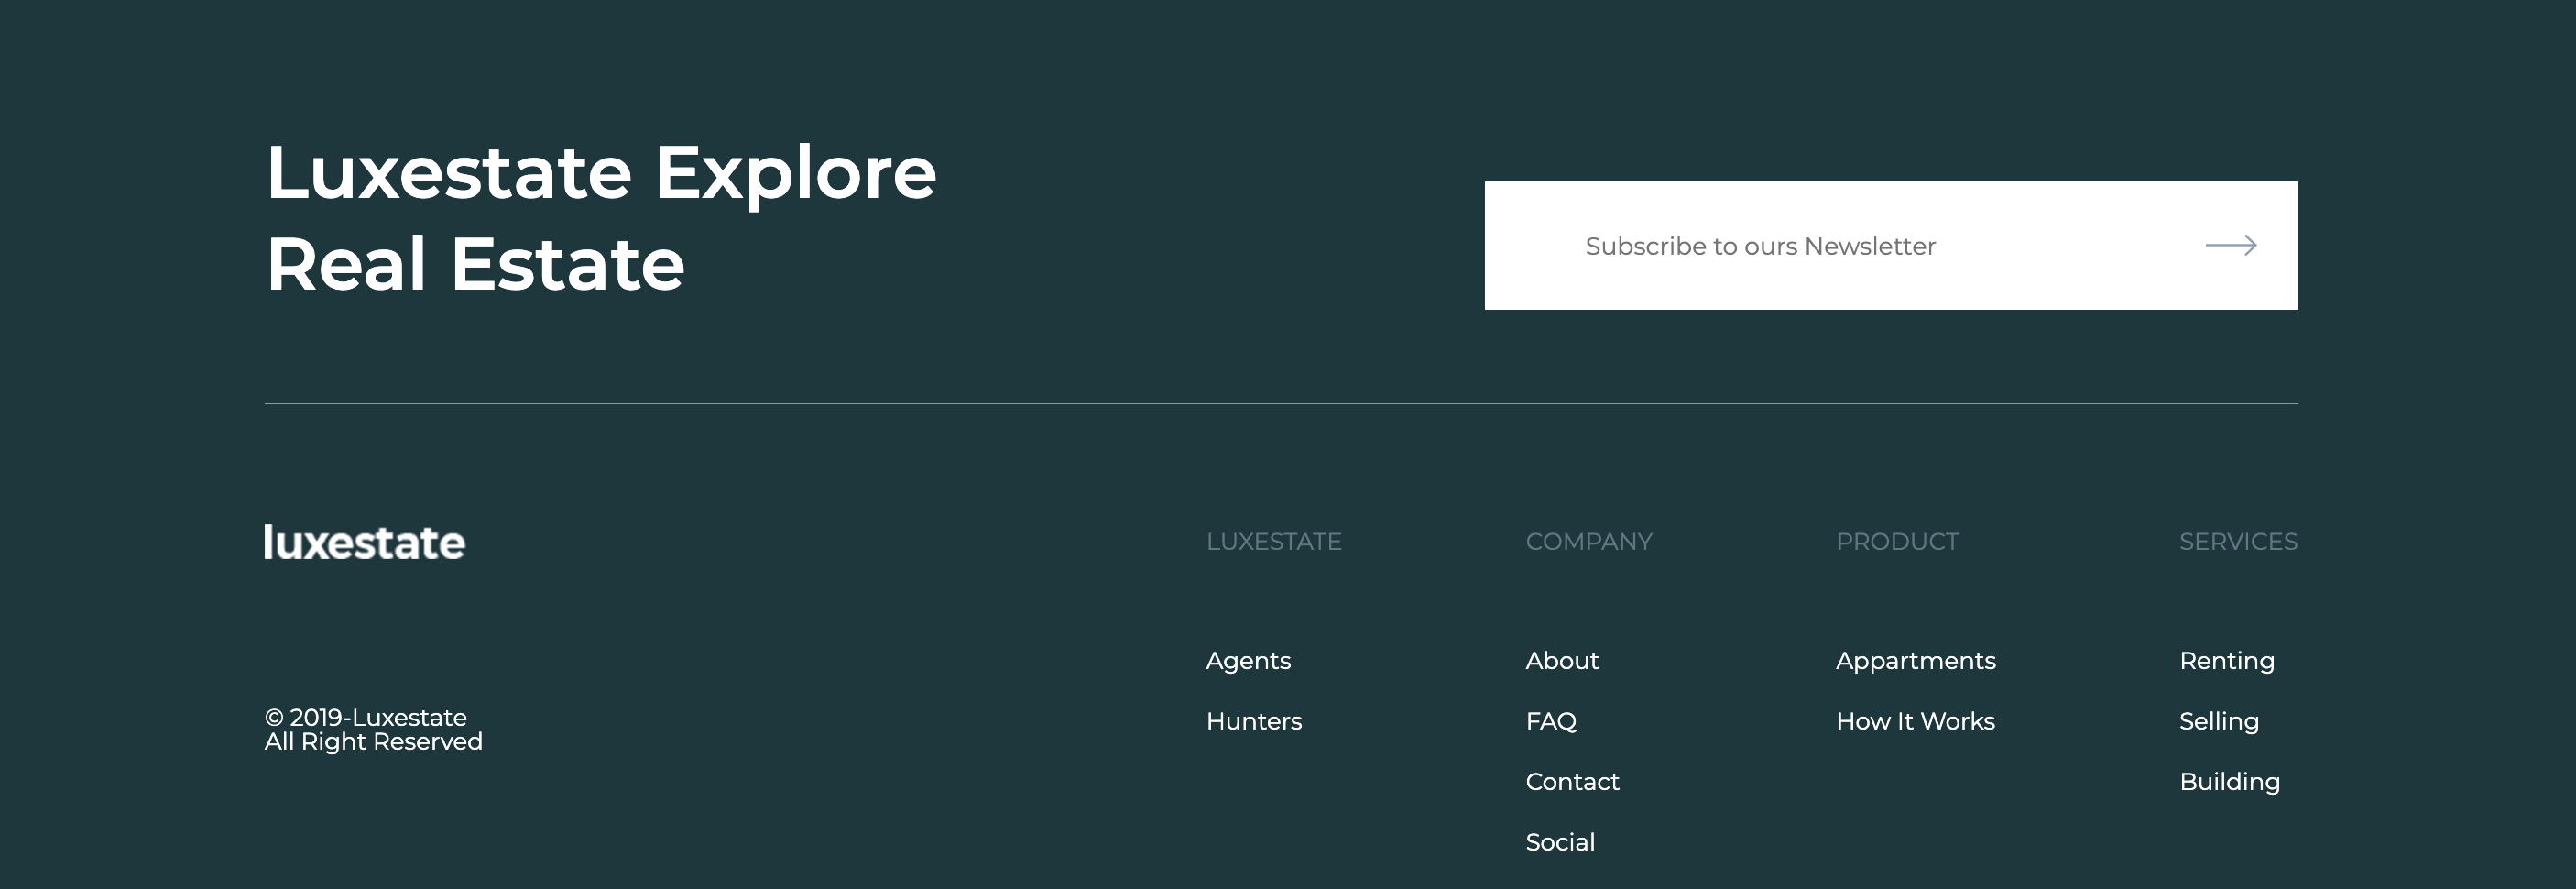 Luxestate Explore
Real Estate
Subscribe to ours Newsletter
luxestate
© 2019-Luxestate
All Right Reserved
LUXESTATE
Agents
Hunters
COMPANY
About
FAQ
Contact
Social
PRODUCT
Appartments
How It Works
SERVICES
Renting
Selling
Building